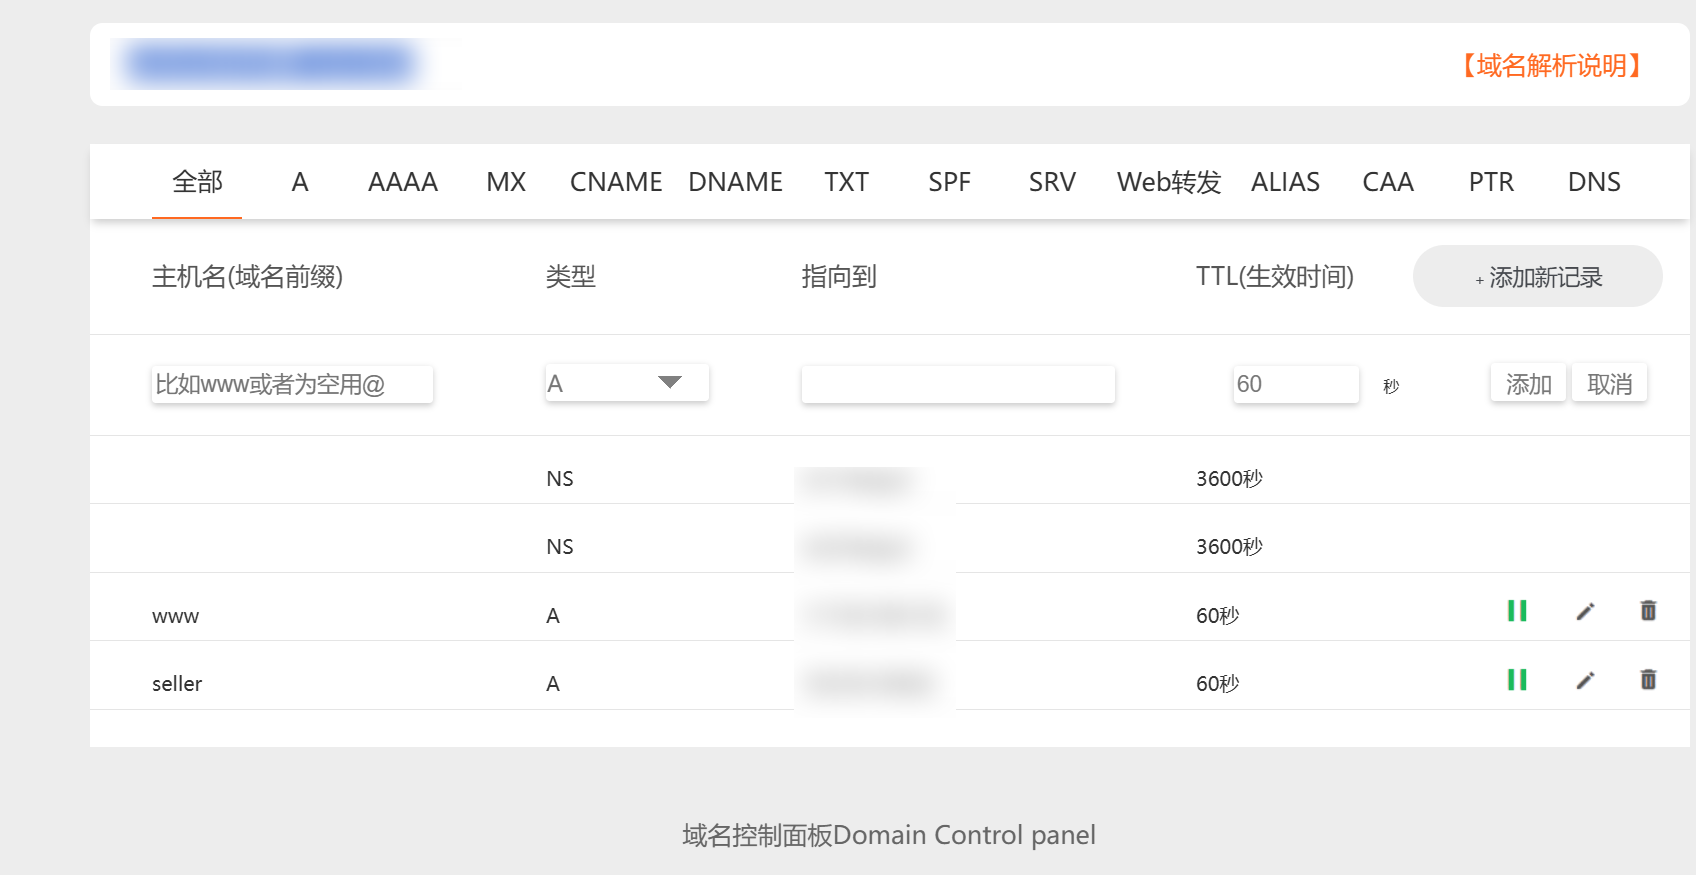 【域名解析说明】
全部 A AAAA MX CNAME DNAME TXT SPF SRV Web转发 ALIAS CAA PTR DNS
主机名(域名前缀) 类型 指向到 TTL(生效时间) + 添加新记录
比如www或者为空用@ A 60 秒 添加 取消
NS 3600秒
NS 3600秒
www A 60秒
seller A 60秒
域名控制面板Domain Control panel